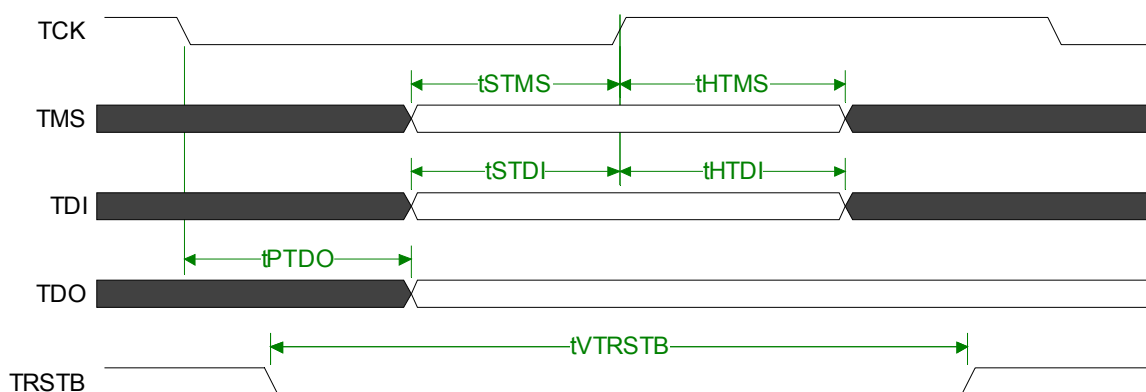 TCK
tSTMS tHTMS
TMS
tSTDI tHTDI
TDI
tPTDO
TDO
tVTRSTB
TRSTB